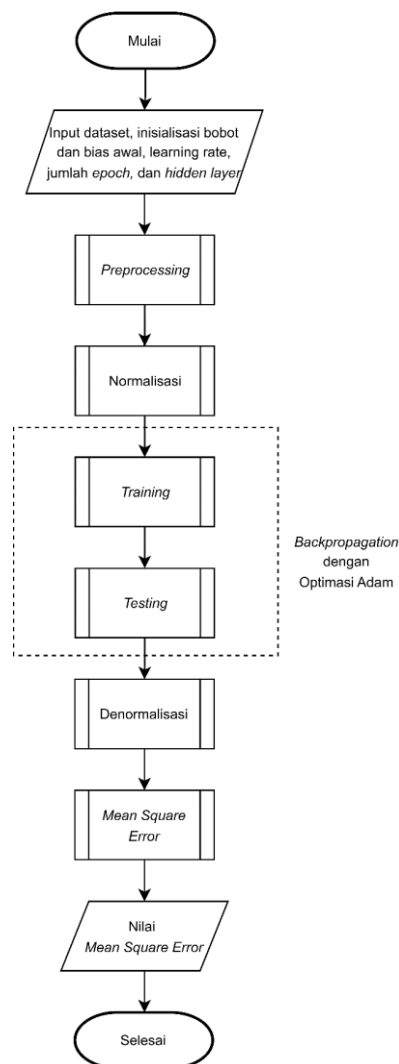 Mulai
Input dataset, inisialisasi bobot
dan bias awal, learning rate,
jumlah epoch, dan hidden layer
Preprocessing
Normalisasi
Training
Testing
Backpropagation
dengan
Optimasi Adam
Denormalisasi
Mean Square
Error
Nilai
Mean Square Error
Selesai